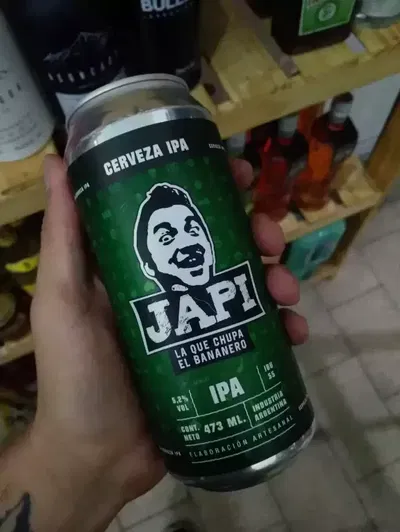 CERVEZA IPA
JAPI
LA QUE CHUPA
EL BANANERO
5,2%
VOL
IPA
IBU
55
CONT.
NETO
473 ML.
INDUSTRIA
ARGENTINA
ELABORACIÓN ARTESANAL